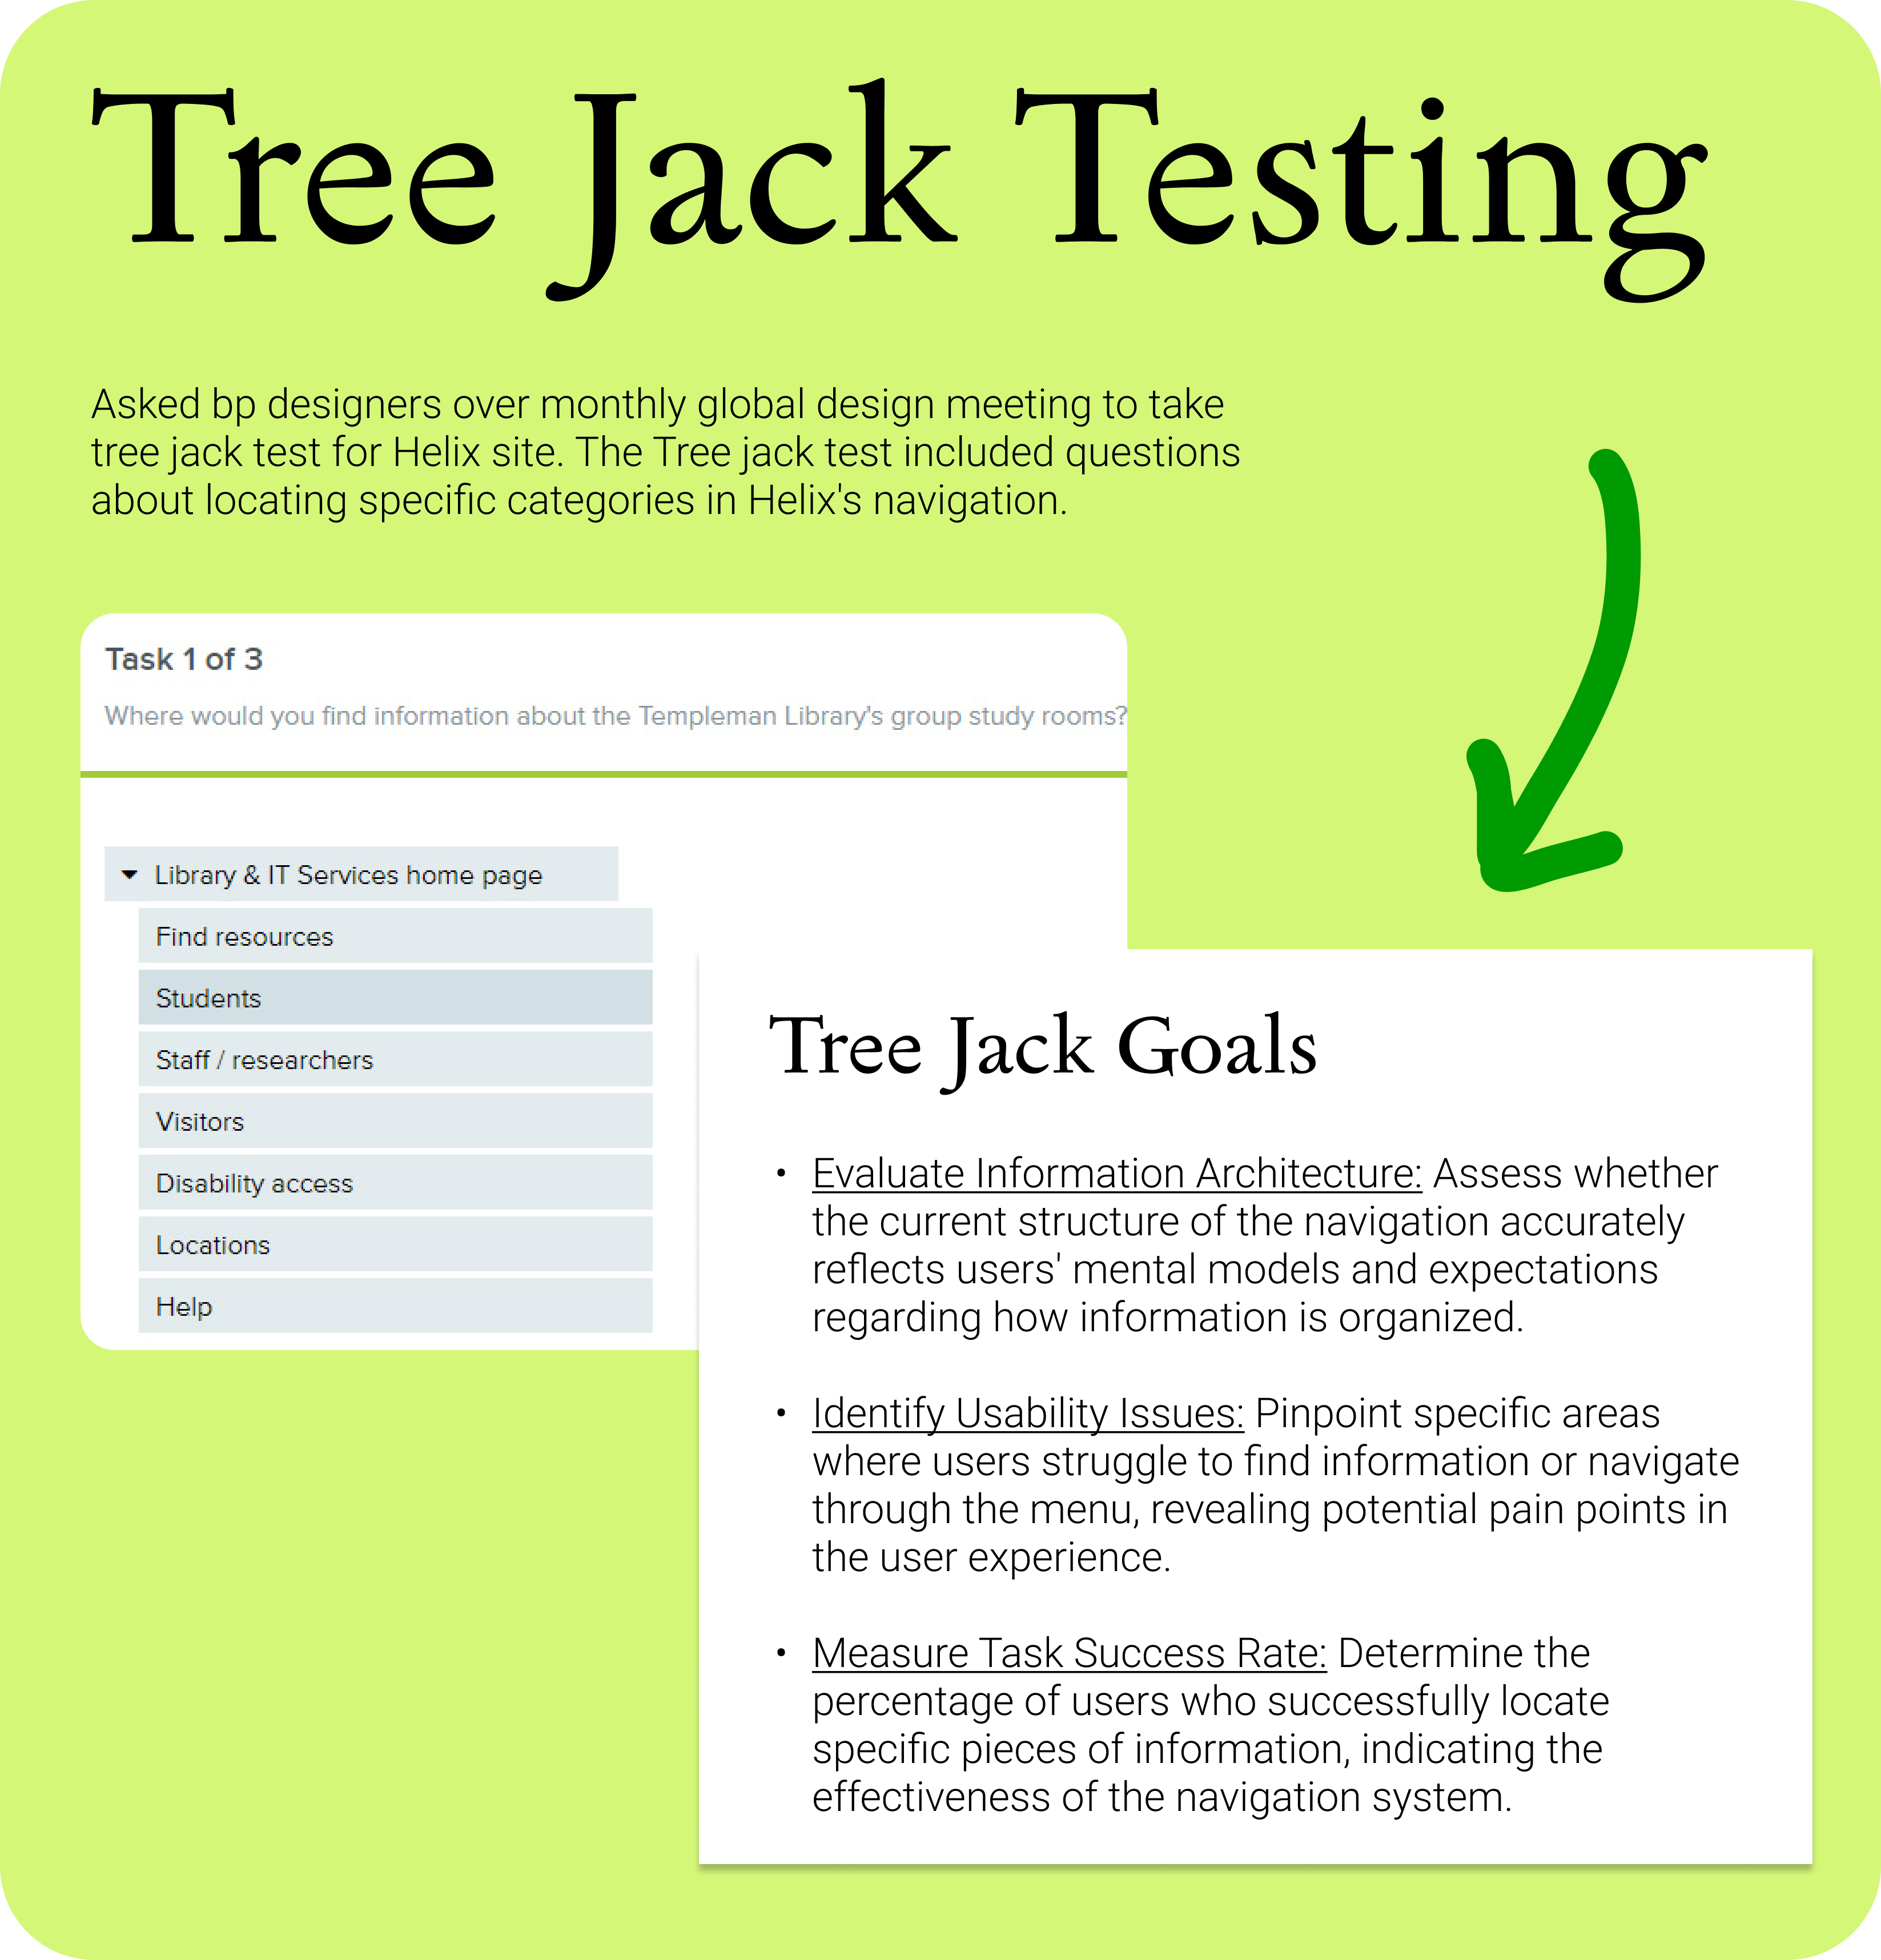 Tree Jack Testing
Asked bp designers over monthly global design meeting to take
tree jack test for Helix site. The Tree jack test included questions
about locating specific categories in Helix's navigation.
Task 1 of 3
Where would you find information about the Templeman Library's group study rooms?
Library & IT Services home page
Find resources
Students
Staff / researchers
Visitors
Disability access
Locations
Help
Tree Jack Goals
• Evaluate Information Architecture: Assess whether
the current structure of the navigation accurately
reflects users' mental models and expectations
regarding how information is organized.
• Identify Usability Issues: Pinpoint specific areas
where users struggle to find information or navigate
through the menu, revealing potential pain points in
the user experience.
• Measure Task Success Rate: Determine the
percentage of users who successfully locate
specific pieces of information, indicating the
effectiveness of the navigation system.